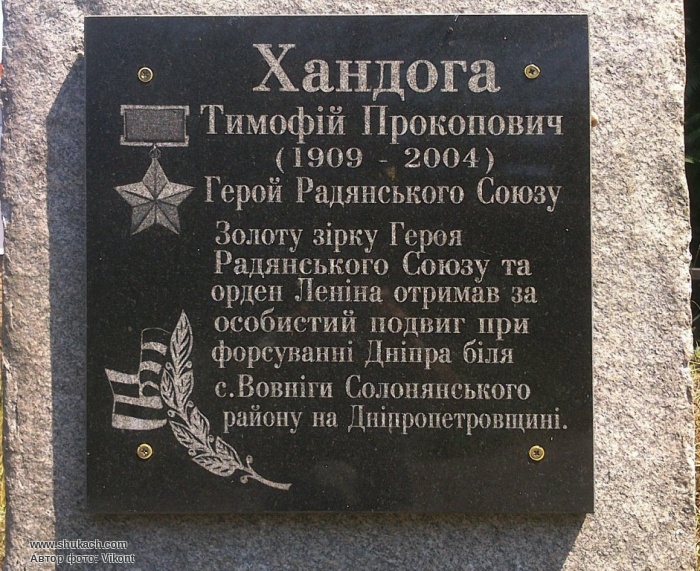 Хандога
Тимофій Прокопович
(1909 - 2004)
Герой Радянського Союзу
Золоту зірку Героя
Радянського Союзу та
орден Леніна отримав за
особистий подвиг при
форсуванні Дніпра біля
с.Вовніги Солонянського
району на Дніпропетровщині.
www.shukach.com
Автор фото: Vikont